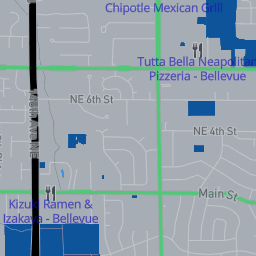 Chipotle Mexican Grill
Tutta Bella Neapolitan
Pizzeria - Bellevue
NE 6th St
NE 4th St
Main St
Kizuki Ramen &
Izakaya - Bellevue